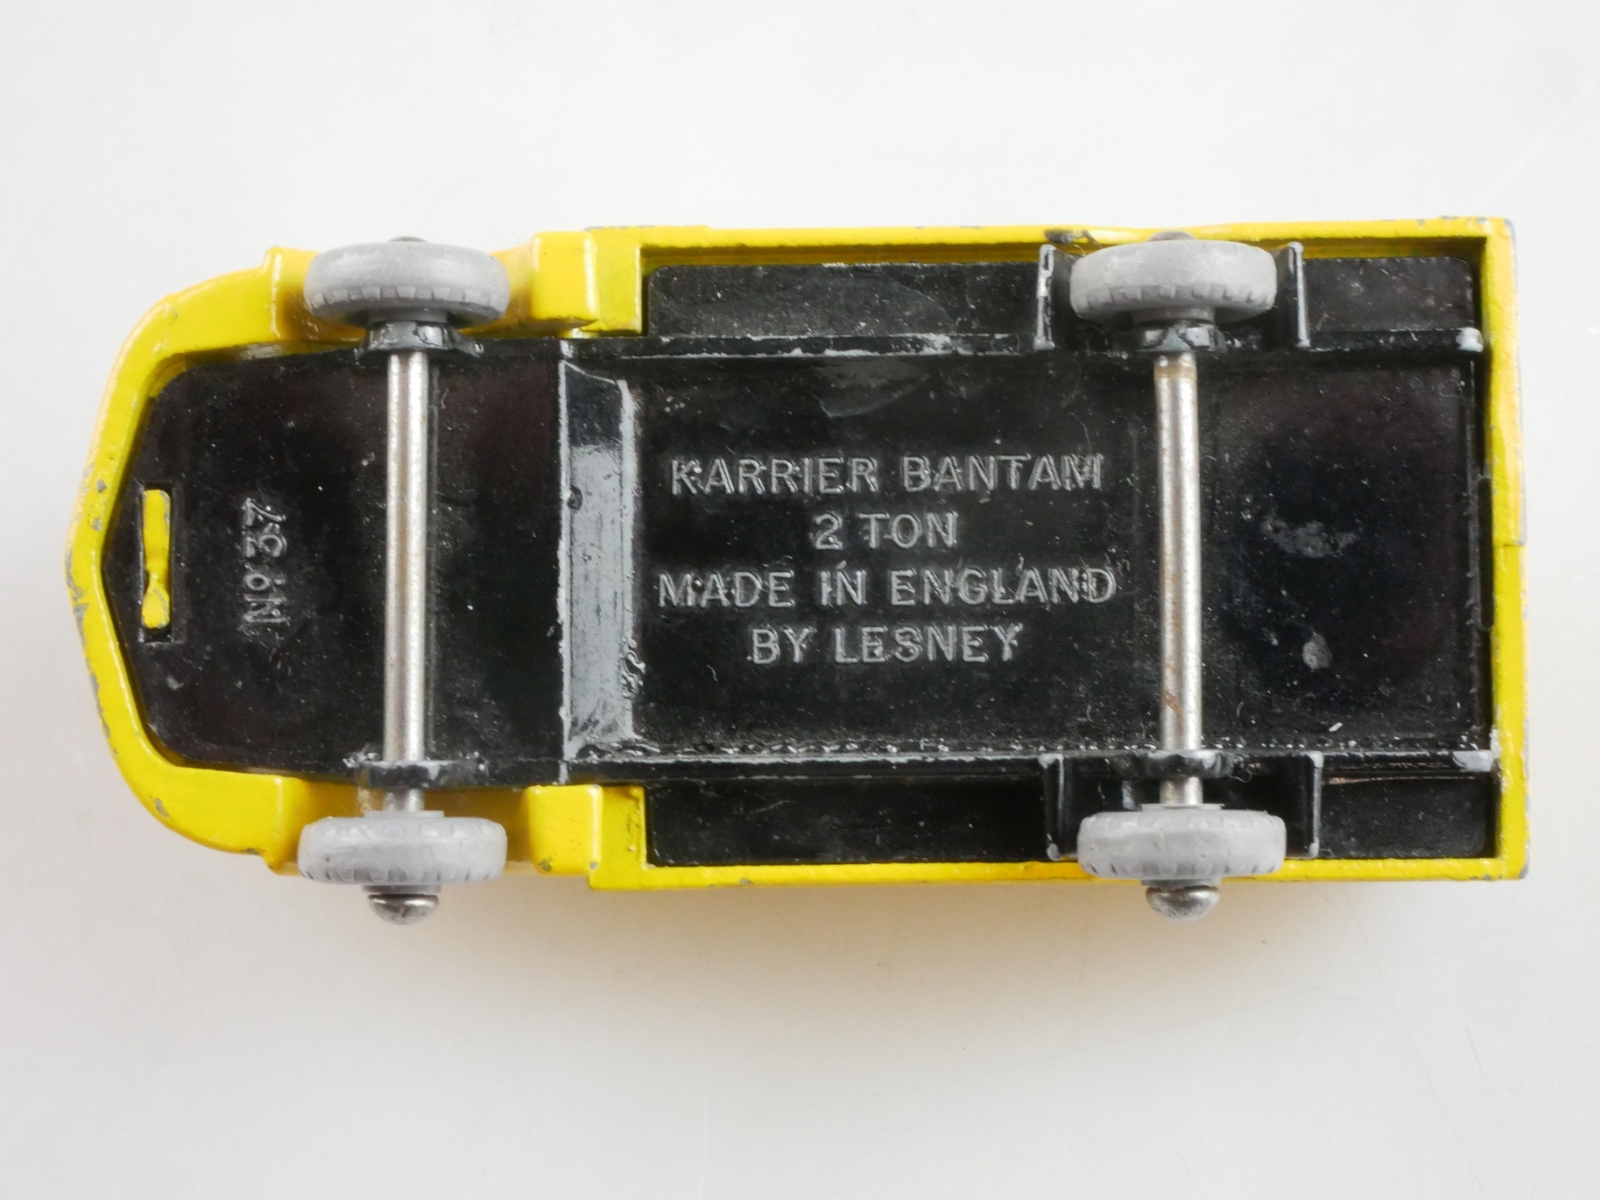 No. 37
KARRIER BANTAM
2 TON
MADE IN ENGLAND
BY LESNEY